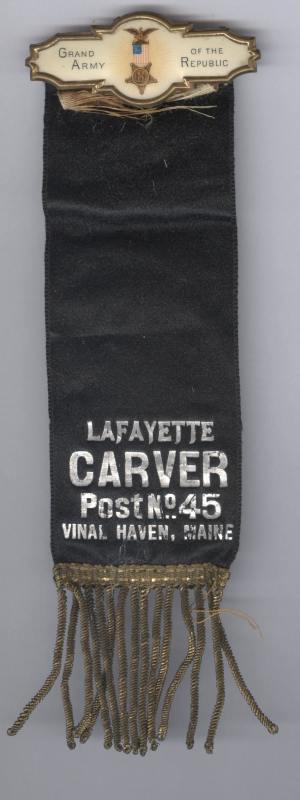 GRAND ARMY OF THE REPUBLIC
LAFAYETTE
CARVER
Post No. 45
VINAL HAVEN, MAINE